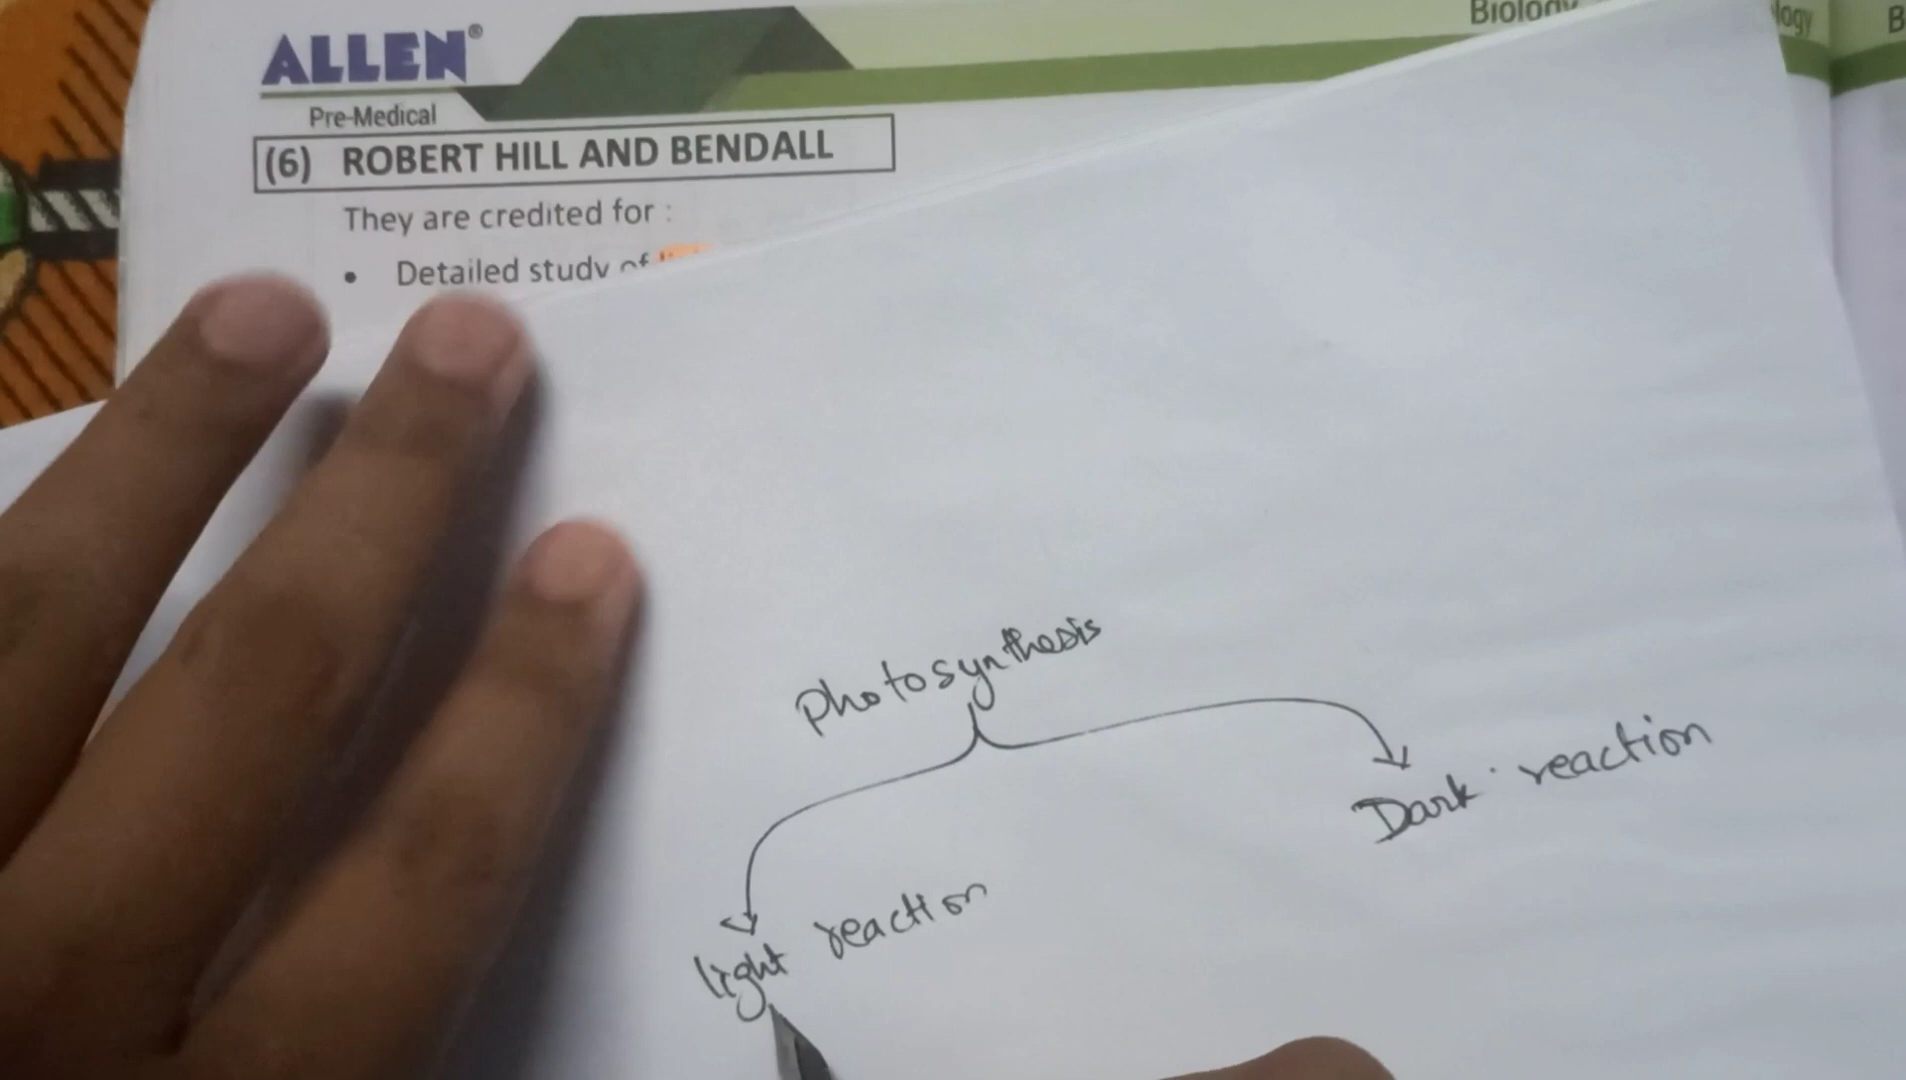 ALLEN®
Pre-Medical
Biology
(6) ROBERT HILL AND BENDALL
They are credited for :
• Detailed study of
Photosynthesis
Dark reaction
light reaction